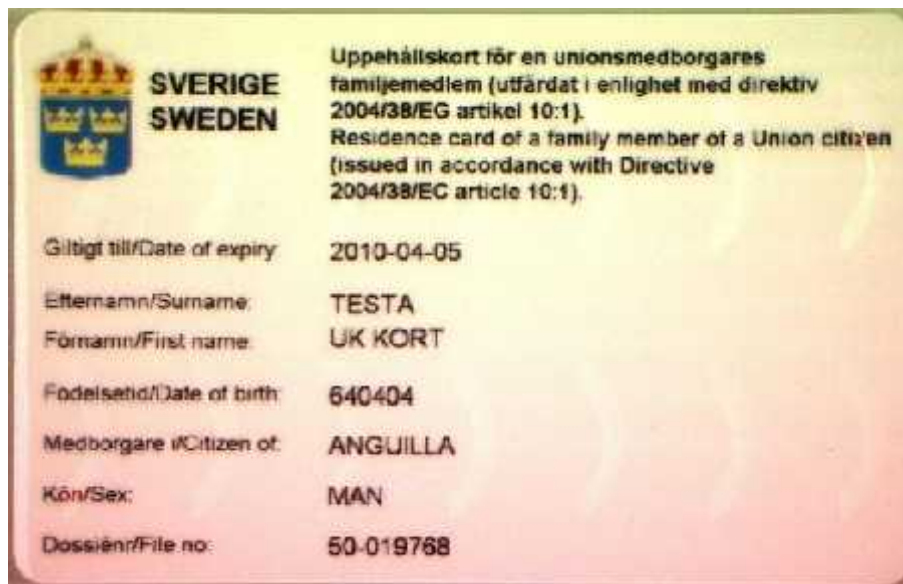 SVERIGE
SWEDEN
Uppehållskort för en unionsmedborgares
familjemedlem (utfärdat i enlighet med direktiv
2004/38/EG artikel 10:1).
Residence card of a family member of a Union citizen
(issued in accordance with Directive
2004/38/EC article 10:1).
Giltigt till/Date of expiry: 2010-04-05
Efternamn/Surname: TESTA
Förnamn/First name: UK KORT
Födelsetid/Date of birth: 640404
Medborgare i/Citizen of: ANGUILLA
Kön/Sex: MAN
Dossiénr/File no: 50-019768